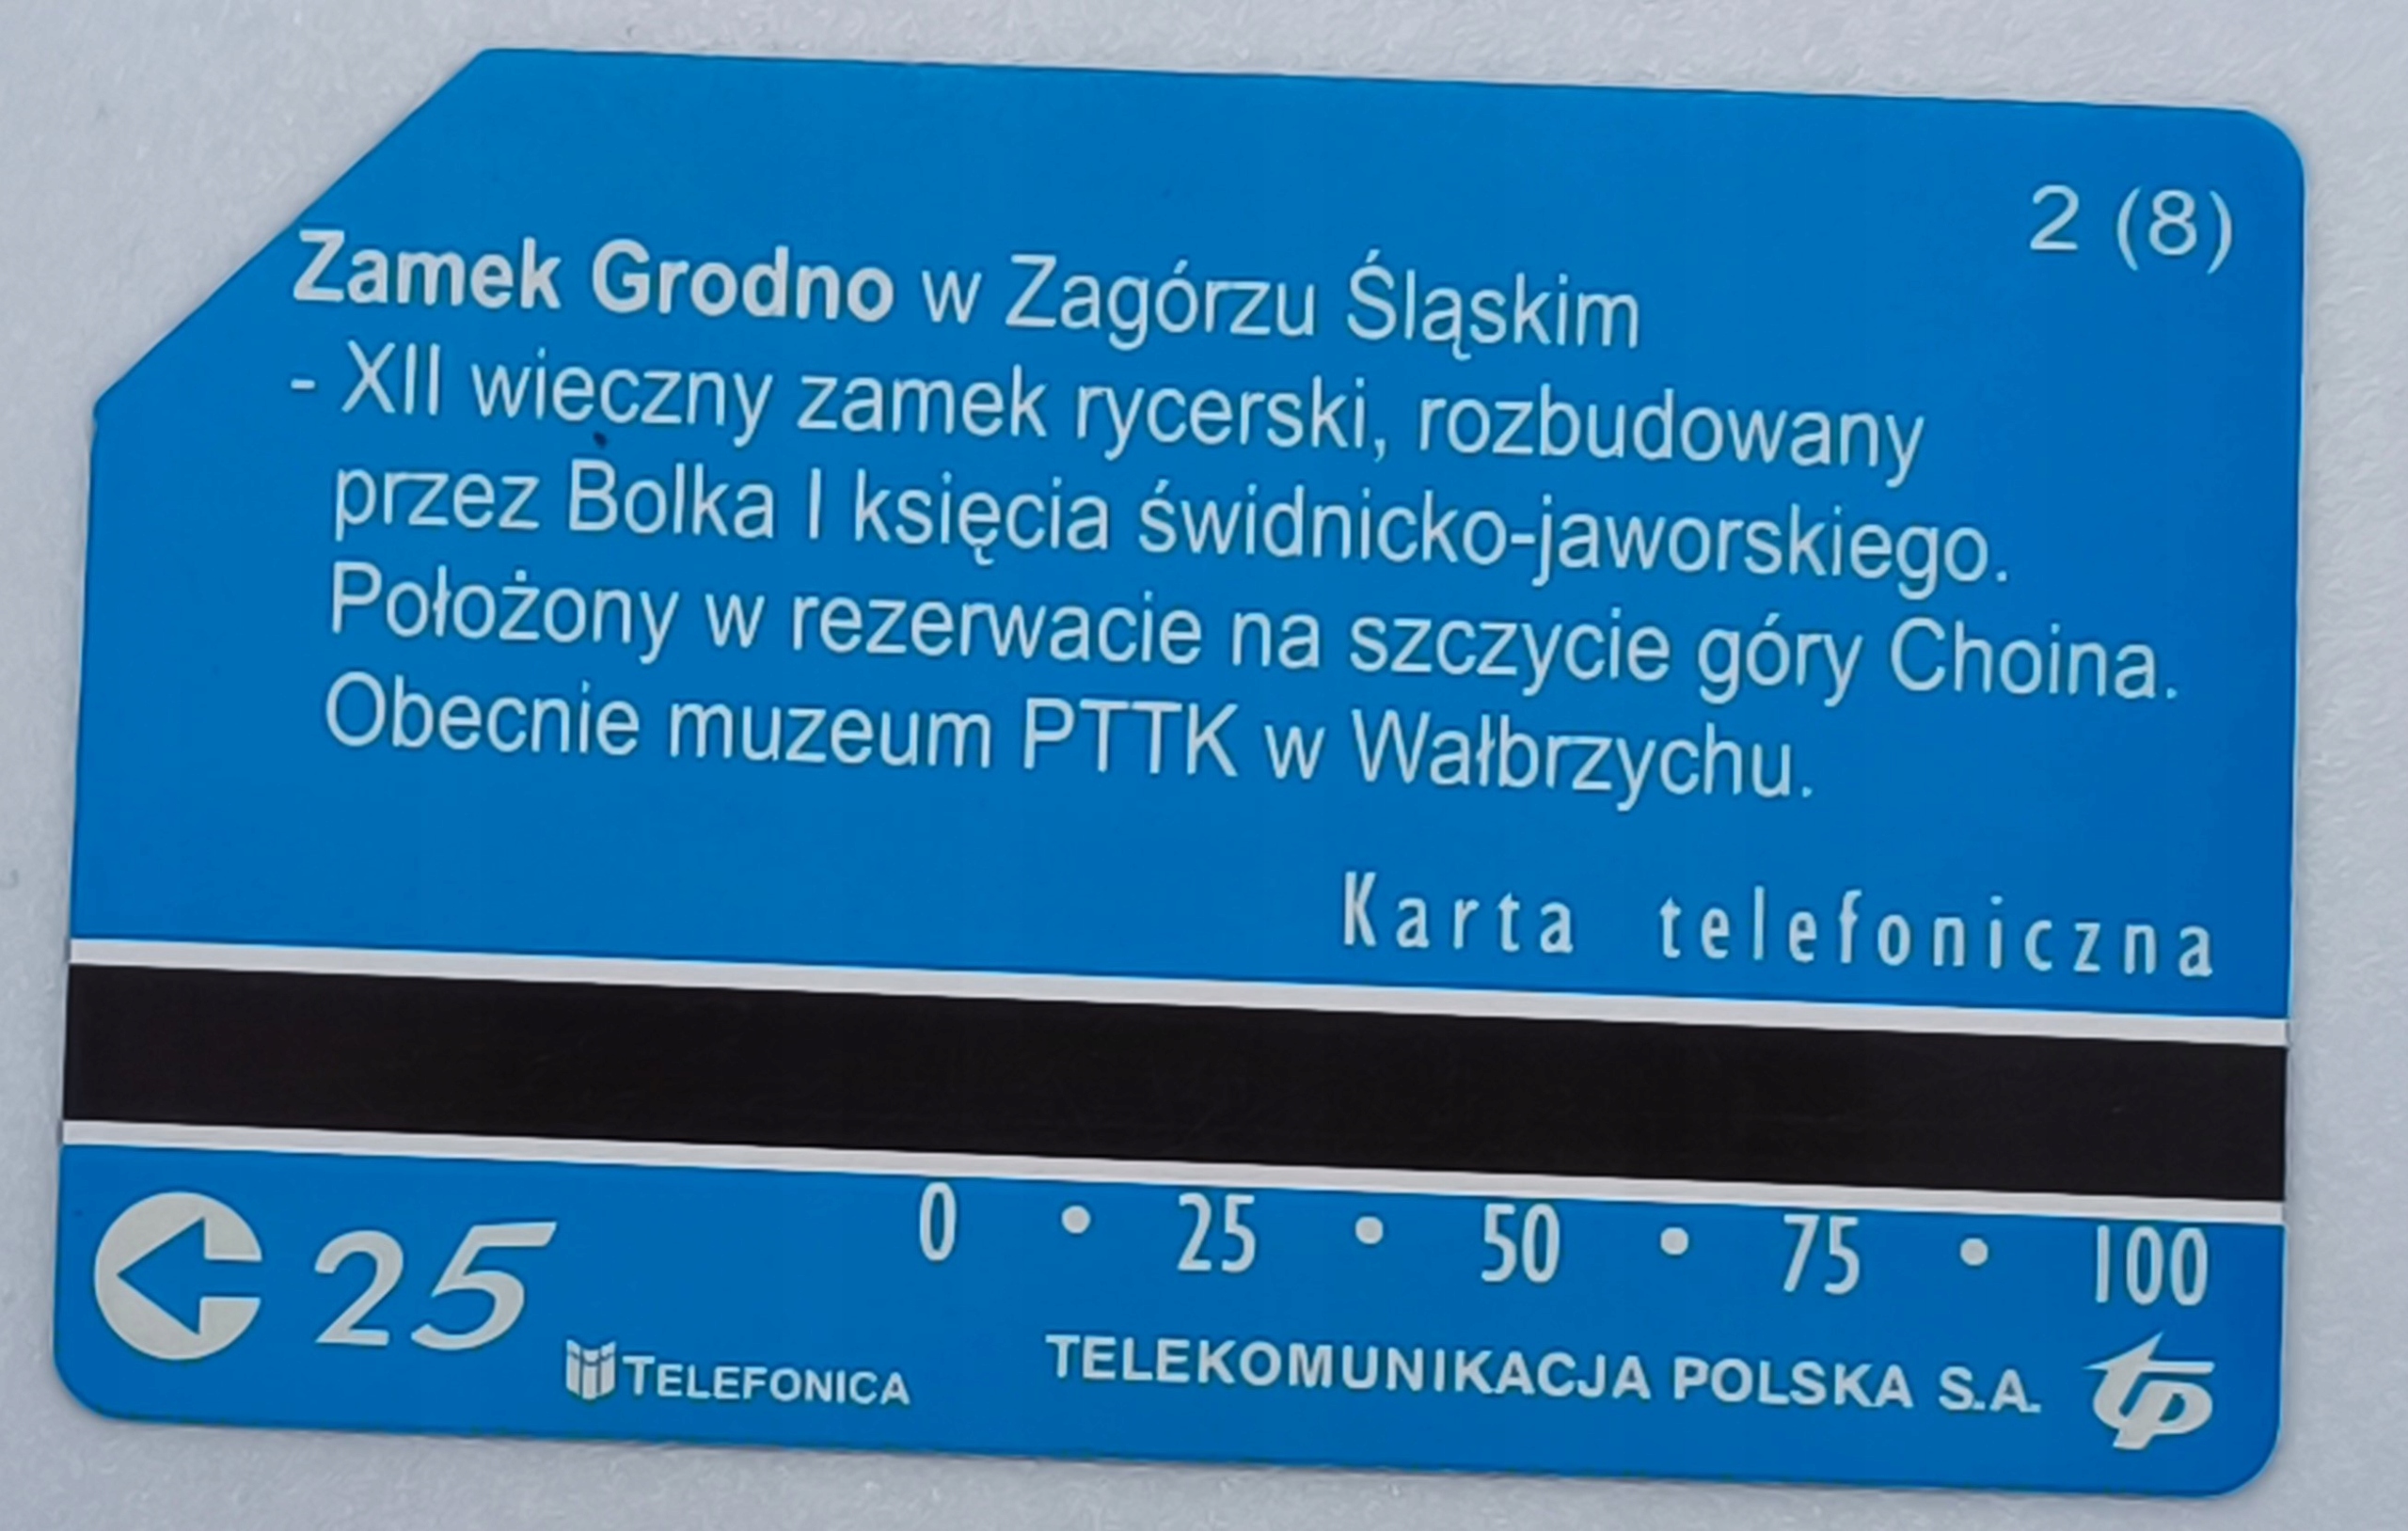 2 (8)
Zamek Grodno w Zagórzu Śląskim
- XII wieczny zamek rycerski, rozbudowany
przez Bolka I księcia świdnicko-jaworskiego.
Położony w rezerwacie na szczycie góry Choina.
Obecnie muzeum PTTK w Wałbrzychu.
Karta telefoniczna
0 • 25 • 50 • 75 • 100
25
TELEFONICA
TELEKOMUNIKACJA POLSKA S.A.
tp